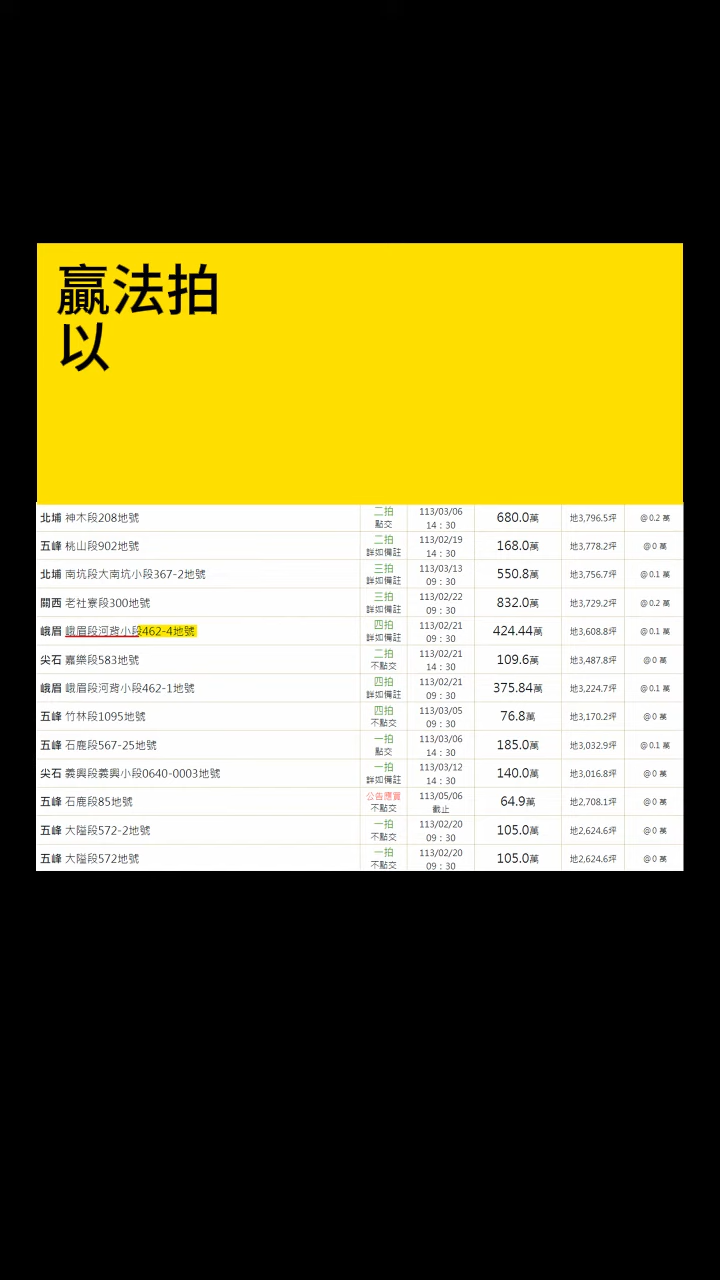 贏法拍
以
北埔 神木段208地號 二拍 點交 113/03/06 14：30 680.0萬 地3,796.5坪 @0.2 萬
五峰 桃山段902地號 二拍 詳如備註 113/02/19 14：30 168.0萬 地3,778.2坪 @0 萬
北埔 南坑段大南坑小段367-2地號 三拍 詳如備註 113/03/13 09：30 550.8萬 地3,756.7坪 @0.1 萬
關西 老社寮段300地號 三拍 詳如備註 113/02/22 09：30 832.0萬 地3,729.2坪 @0.2 萬
峨眉 峨眉段河背小段462-4地號 四拍 詳如備註 113/02/21 09：30 424.44萬 地3,608.8坪 @0.1 萬
尖石 嘉樂段583地號 二拍 不點交 113/02/21 14：30 109.6萬 地3,487.8坪 @0 萬
峨眉 峨眉段河背小段462-1地號 四拍 詳如備註 113/02/21 09：30 375.84萬 地3,224.7坪 @0.1 萬
五峰 竹林段1095地號 四拍 不點交 113/03/05 09：30 76.8萬 地3,170.2坪 @0 萬
五峰 石鹿段567-25地號 一拍 點交 113/03/06 14：30 185.0萬 地3,032.9坪 @0.1 萬
尖石 義興段義興小段0640-0003地號 一拍 詳如備註 113/03/12 14：30 140.0萬 地3,016.8坪 @0 萬
五峰 石鹿段85地號 公告應買 不點交 113/05/06 截止 64.9萬 地2,708.1坪 @0 萬
五峰 大隘段572-2地號 一拍 不點交 113/02/20 09：30 105.0萬 地2,624.6坪 @0 萬
五峰 大隘段572地號 一拍 不點交 113/02/20 09：30 105.0萬 地2,624.6坪 @0 萬